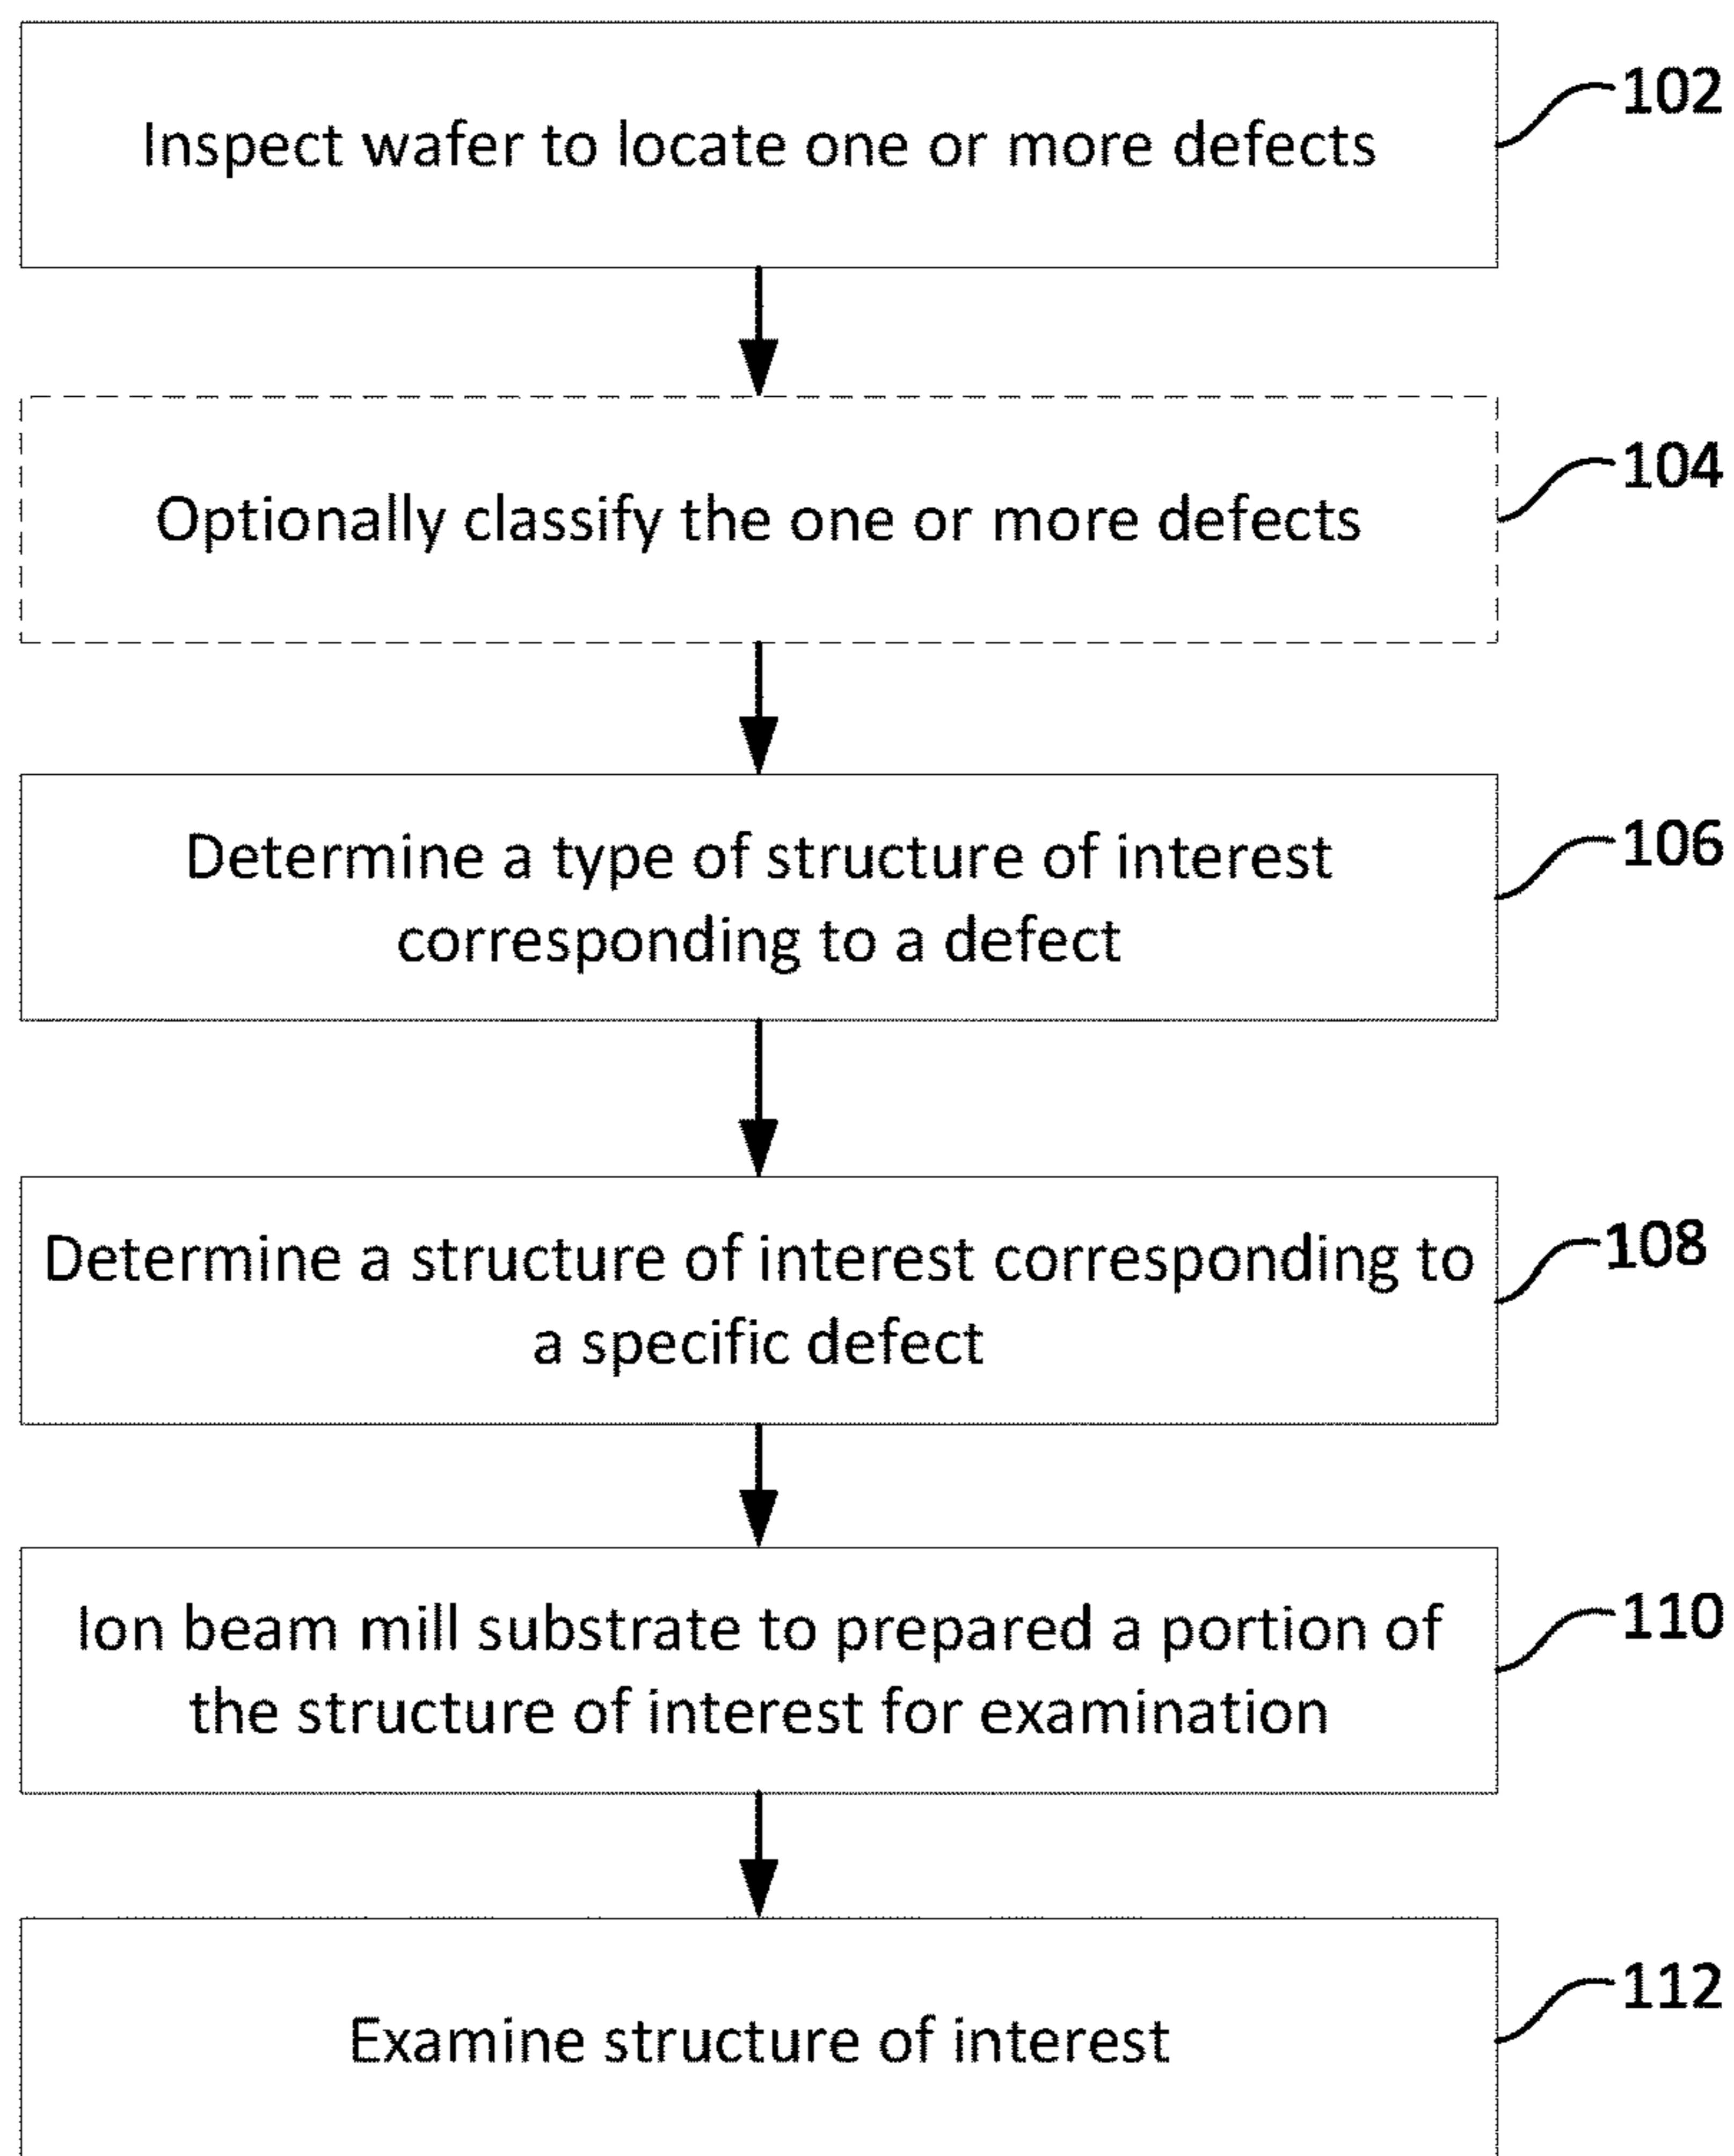 Inspect wafer to locate one or more defects
102
Optionally classify the one or more defects
104
Determine a type of structure of interest
corresponding to a defect
106
Determine a structure of interest corresponding to
a specific defect
108
Ion beam mill substrate to prepared a portion of
the structure of interest for examination
110
Examine structure of interest
112